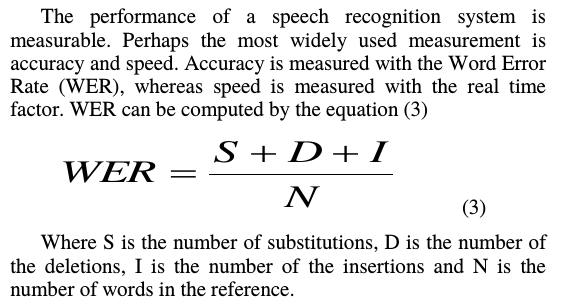 The performance of a speech recognition system is
measurable. Perhaps the most widely used measurement is
accuracy and speed. Accuracy is measured with the Word Error
Rate (WER), whereas speed is measured with the real time
factor. WER can be computed by the equation (3)
WER = \frac{S + D + I}{N} (3)
Where S is the number of substitutions, D is the number of
the deletions, I is the number of the insertions and N is the
number of words in the reference.